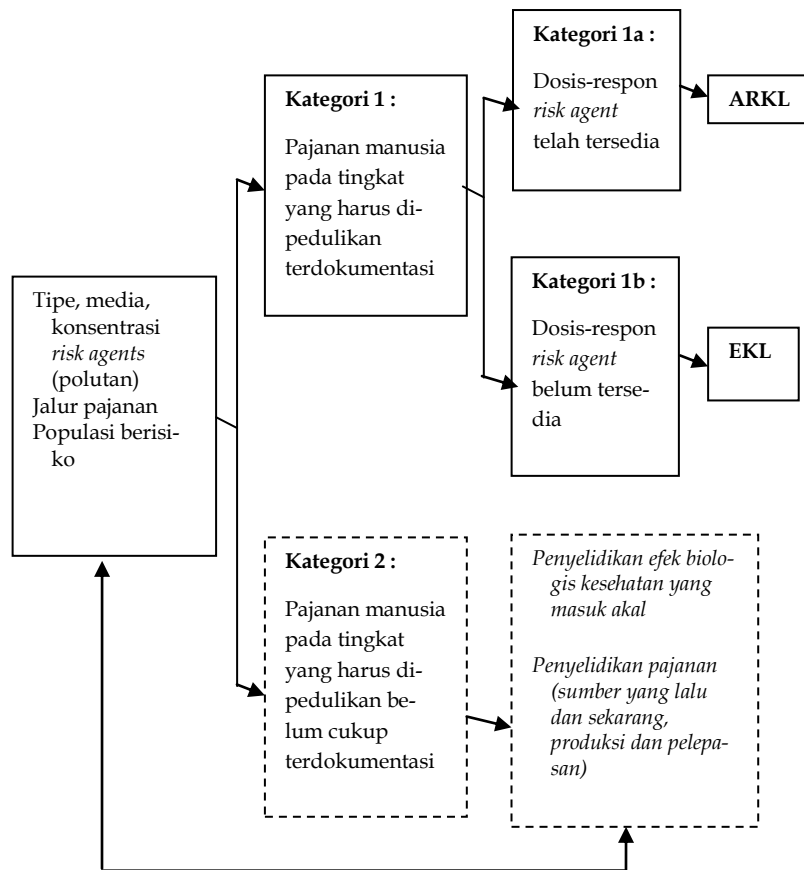 Tipe, media,
konsentrasi
risk agents
(polutan)
Jalur pajanan
Populasi berisi-
ko
Kategori 1 :
Pajanan manusia
pada tingkat
yang harus di-
pedulikan
terdokumentasi
Kategori 1a :
Dosis-respon
risk agent
telah tersedia
ARKL
Kategori 1b :
Dosis-respon
risk agent
belum terse-
dia
EKL
Kategori 2 :
Pajanan manusia
pada tingkat
yang harus di-
pedulikan be-
lum cukup
terdokumentasi
Penyelidikan efek biolo-
gis kesehatan yang
masuk akal
Penyelidikan pajanan
(sumber yang lalu
dan sekarang,
produksi dan pelepa-
san)